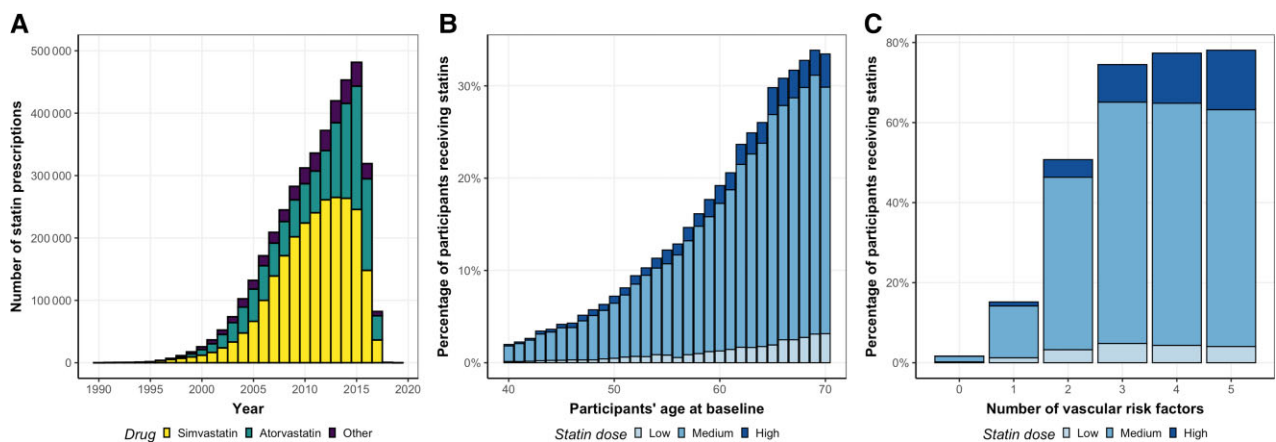 A
Number of statin prescriptions
500 000
400 000
300 000
200 000
100 000
0
1990 1995 2000 2005 2010 2015 2020
Year
Drug Simvastatin Atorvastatin Other
B
Percentage of participants receiving statins
30%
20%
10%
0%
40 50 60 70
Participants' age at baseline
Statin dose Low Medium High
C
Percentage of participants receiving statins
80%
60%
40%
20%
0%
0 1 2 3 4 5
Number of vascular risk factors
Statin dose Low Medium High